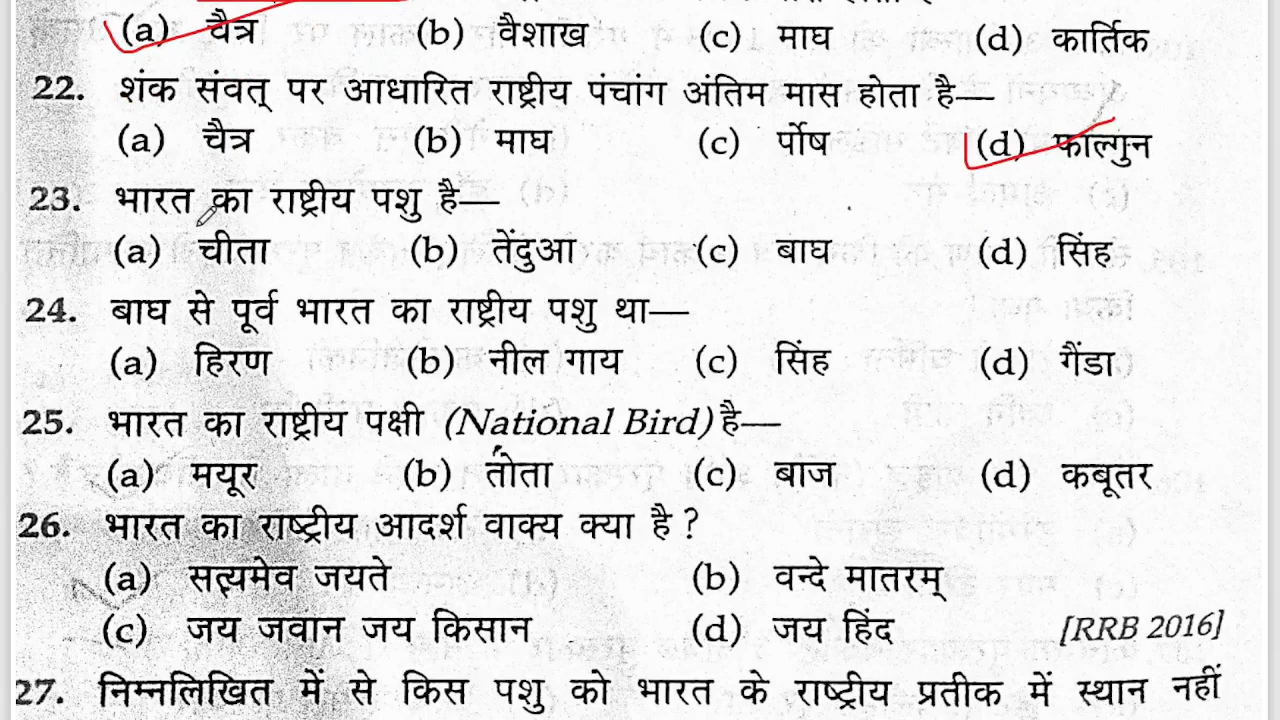 (a) चैत्र (b) वैशाख (c) माघ (d) कार्तिक
22. शंक संवत् पर आधारित राष्ट्रीय पंचांग अंतिम मास होता है—
(a) चैत्र (b) माघ (c) र्पोष (d) फाल्गुन
23. भारत का राष्ट्रीय पशु है—
(a) चीता (b) तेंदुआ (c) बाघ (d) सिंह
24. बाघ से पूर्व भारत का राष्ट्रीय पशु था—
(a) हिरण (b) नील गाय (c) सिंह (d) गैंडा
25. भारत का राष्ट्रीय पक्षी (National Bird) है—
(a) मयूर (b) तोता (c) बाज (d) कबूतर
26. भारत का राष्ट्रीय आदर्श वाक्य क्या है ?
(a) सत्यमेव जयते (b) वन्दे मातरम्
(c) जय जवान जय किसान (d) जय हिंद [RRB 2016]
27. निम्नलिखित में से किस पशु को भारत के राष्ट्रीय प्रतीक में स्थान नहीं